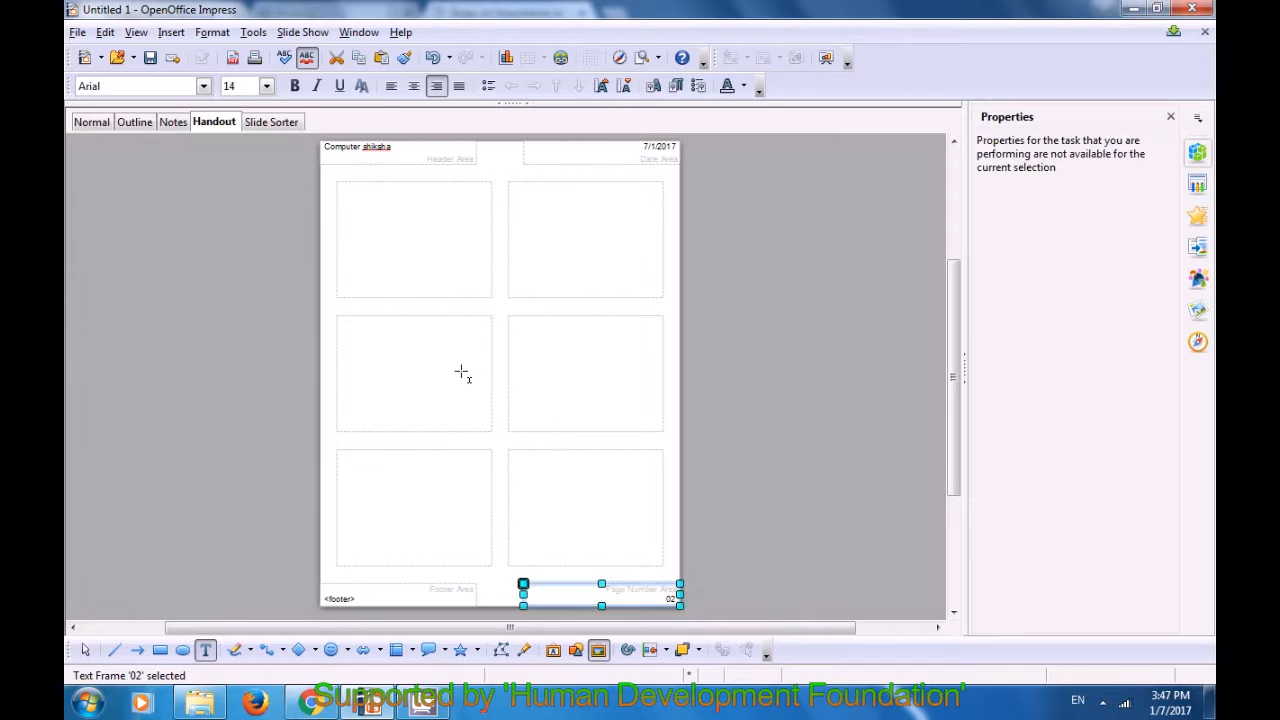 Untitled 1 - OpenOffice Impress
File Edit View Insert Format Tools Slide Show Window Help
Arial 14
Normal Outline Notes Handout Slide Sorter
Properties
Properties for the task that you are
performing are not available for the
current selection
Computer shiksha 7/1/2017
Header Area Date Area
Footer Area Page Number Area
<footer> 02
Text Frame '02' selected
Supported by 'Human Development Foundation'
EN
3:47 PM
1/7/2017